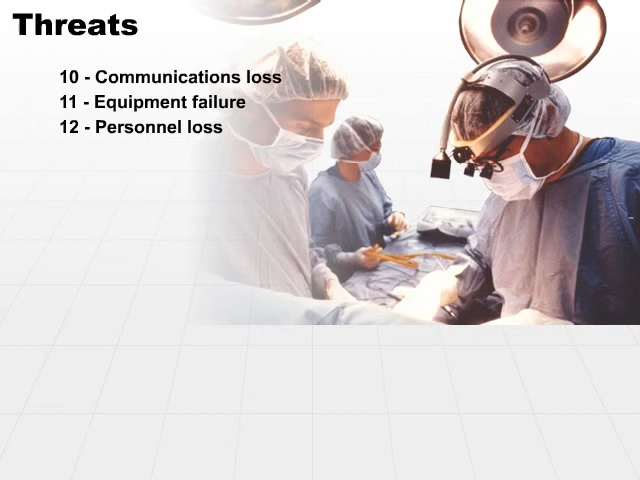 Threats
10 - Communications loss
11 - Equipment failure
12 - Personnel loss